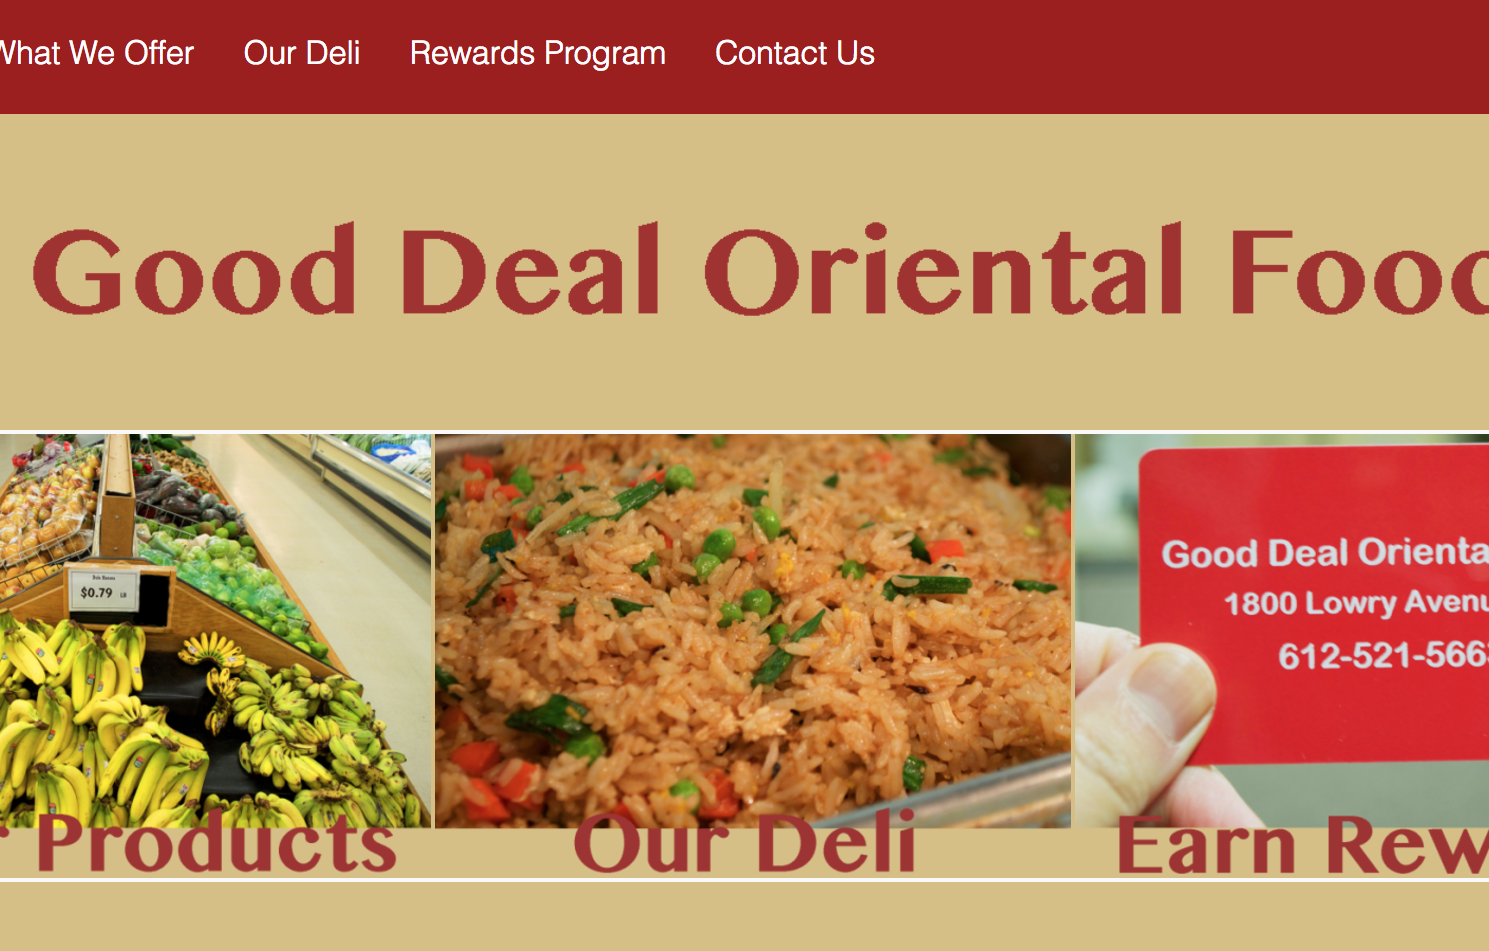 What We Offer Our Deli Rewards Program Contact Us
Good Deal Oriental Food
$0.79 LB
Good Deal Orienta
1800 Lowry Avenu
612-521-566
r Products Our Deli Earn Rew